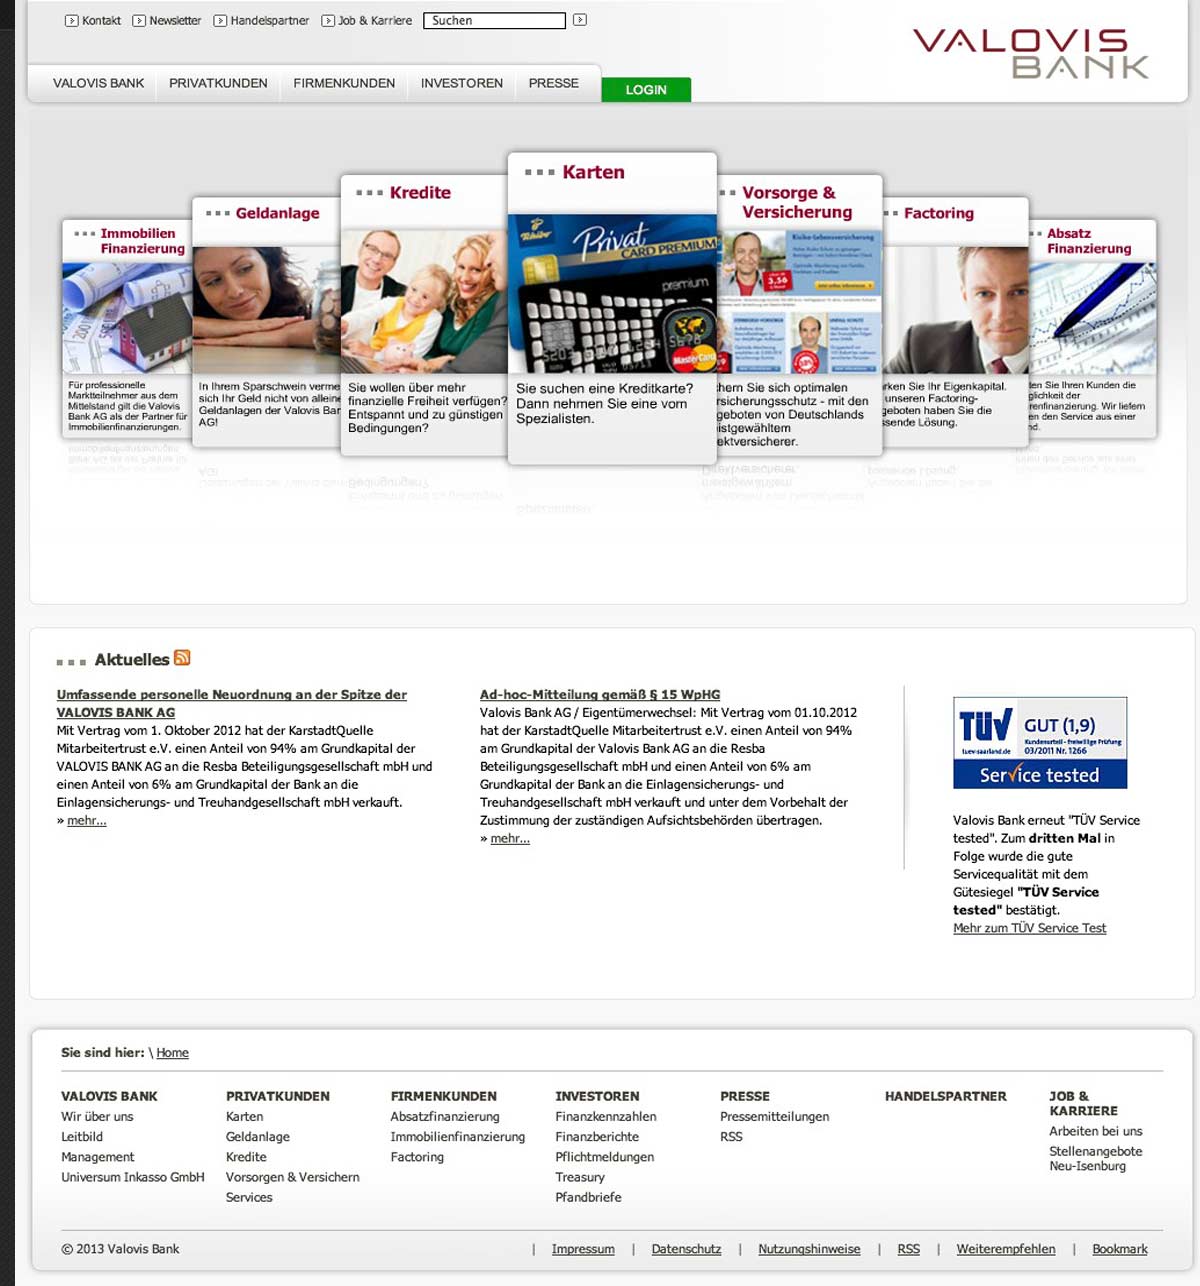 Kontakt Newsletter Handelspartner Job & Karriere Suchen
VALOVIS BANK
VALOVIS BANK PRIVATKUNDEN FIRMENKUNDEN INVESTOREN PRESSE LOGIN
Immobilien
Finanzierung
Für professionelle
Marktteilnehmer aus dem
Mittelstand gilt die Valovis
Bank AG als der Partner für
Immobilienfinanzierungen.
Geldanlage
In Ihrem Sparschwein verme
sich Ihr Geld nicht von alleine
Geldanlagen der Valovis Ban
AG!
Kredite
Sie wollen über mehr
finanzielle Freiheit verfügen?
Entspannt und zu günstigen
Bedingungen?
Karten
Tchibo
Privat
CARD PREMIUM
premium
MasterCard
Sie suchen eine Kreditkarte?
Dann nehmen Sie eine vom
Spezialisten.
Vorsorge &
Versicherung
Risiko-Lebensversicherung
3,56
chern Sie sich optimalen
rsicherungsschutz - mit den
geboten von Deutschlands
istgewähltem
ektversicherer.
Factoring
rken Sie Ihr Eigenkapital.
unseren Factoring-
geboten haben Sie die
ssende Lösung.
Absatz
Finanzierung
ten Sie Ihren Kunden die
glichkeit der
renfinanzierung. Wir liefern
en den Service aus einer
nd.
Aktuelles
Umfassende personelle Neuordnung an der Spitze der
VALOVIS BANK AG
Mit Vertrag vom 1. Oktober 2012 hat der KarstadtQuelle
Mitarbeitertrust e.V. einen Anteil von 94% am Grundkapital der
VALOVIS BANK AG an die Resba Beteiligungsgesellschaft mbH und
einen Anteil von 6% am Grundkapital der Bank an die
Einlagensicherungs- und Treuhandgesellschaft mbH verkauft.
» mehr...
Ad-hoc-Mitteilung gemäß § 15 WpHG
Valovis Bank AG / Eigentümerwechsel: Mit Vertrag vom 01.10.2012
hat der KarstadtQuelle Mitarbeitertrust e.V. einen Anteil von 94%
am Grundkapital der Valovis Bank AG an die Resba
Beteiligungsgesellschaft mbH und einen Anteil von 6% am
Grundkapital der Bank an die Einlagensicherungs- und
Treuhandgesellschaft mbH verkauft und unter dem Vorbehalt der
Zustimmung der zuständigen Aufsichtsbehörden übertragen.
» mehr...
TÜV GUT (1,9)
Kundenurteil - freiwillige Prüfung
tuev-saarland.de 03/2011 Nr. 1266
Service tested
Valovis Bank erneut "TÜV Service
tested". Zum dritten Mal in
Folge wurde die gute
Servicequalität mit dem
Gütesiegel "TÜV Service
tested" bestätigt.
Mehr zum TÜV Service Test
Sie sind hier: \ Home
VALOVIS BANK
Wir über uns
Leitbild
Management
Universum Inkasso GmbH
PRIVATKUNDEN
Karten
Geldanlage
Kredite
Vorsorgen & Versichern
Services
FIRMENKUNDEN
Absatzfinanzierung
Immobilienfinanzierung
Factoring
INVESTOREN
Finanzkennzahlen
Finanzberichte
Pflichtmeldungen
Treasury
Pfandbriefe
PRESSE
Pressemitteilungen
RSS
HANDELSPARTNER
JOB &
KARRIERE
Arbeiten bei uns
Stellenangebote
Neu-Isenburg
© 2013 Valovis Bank | Impressum | Datenschutz | Nutzungshinweise | RSS | Weiterempfehlen | Bookmark